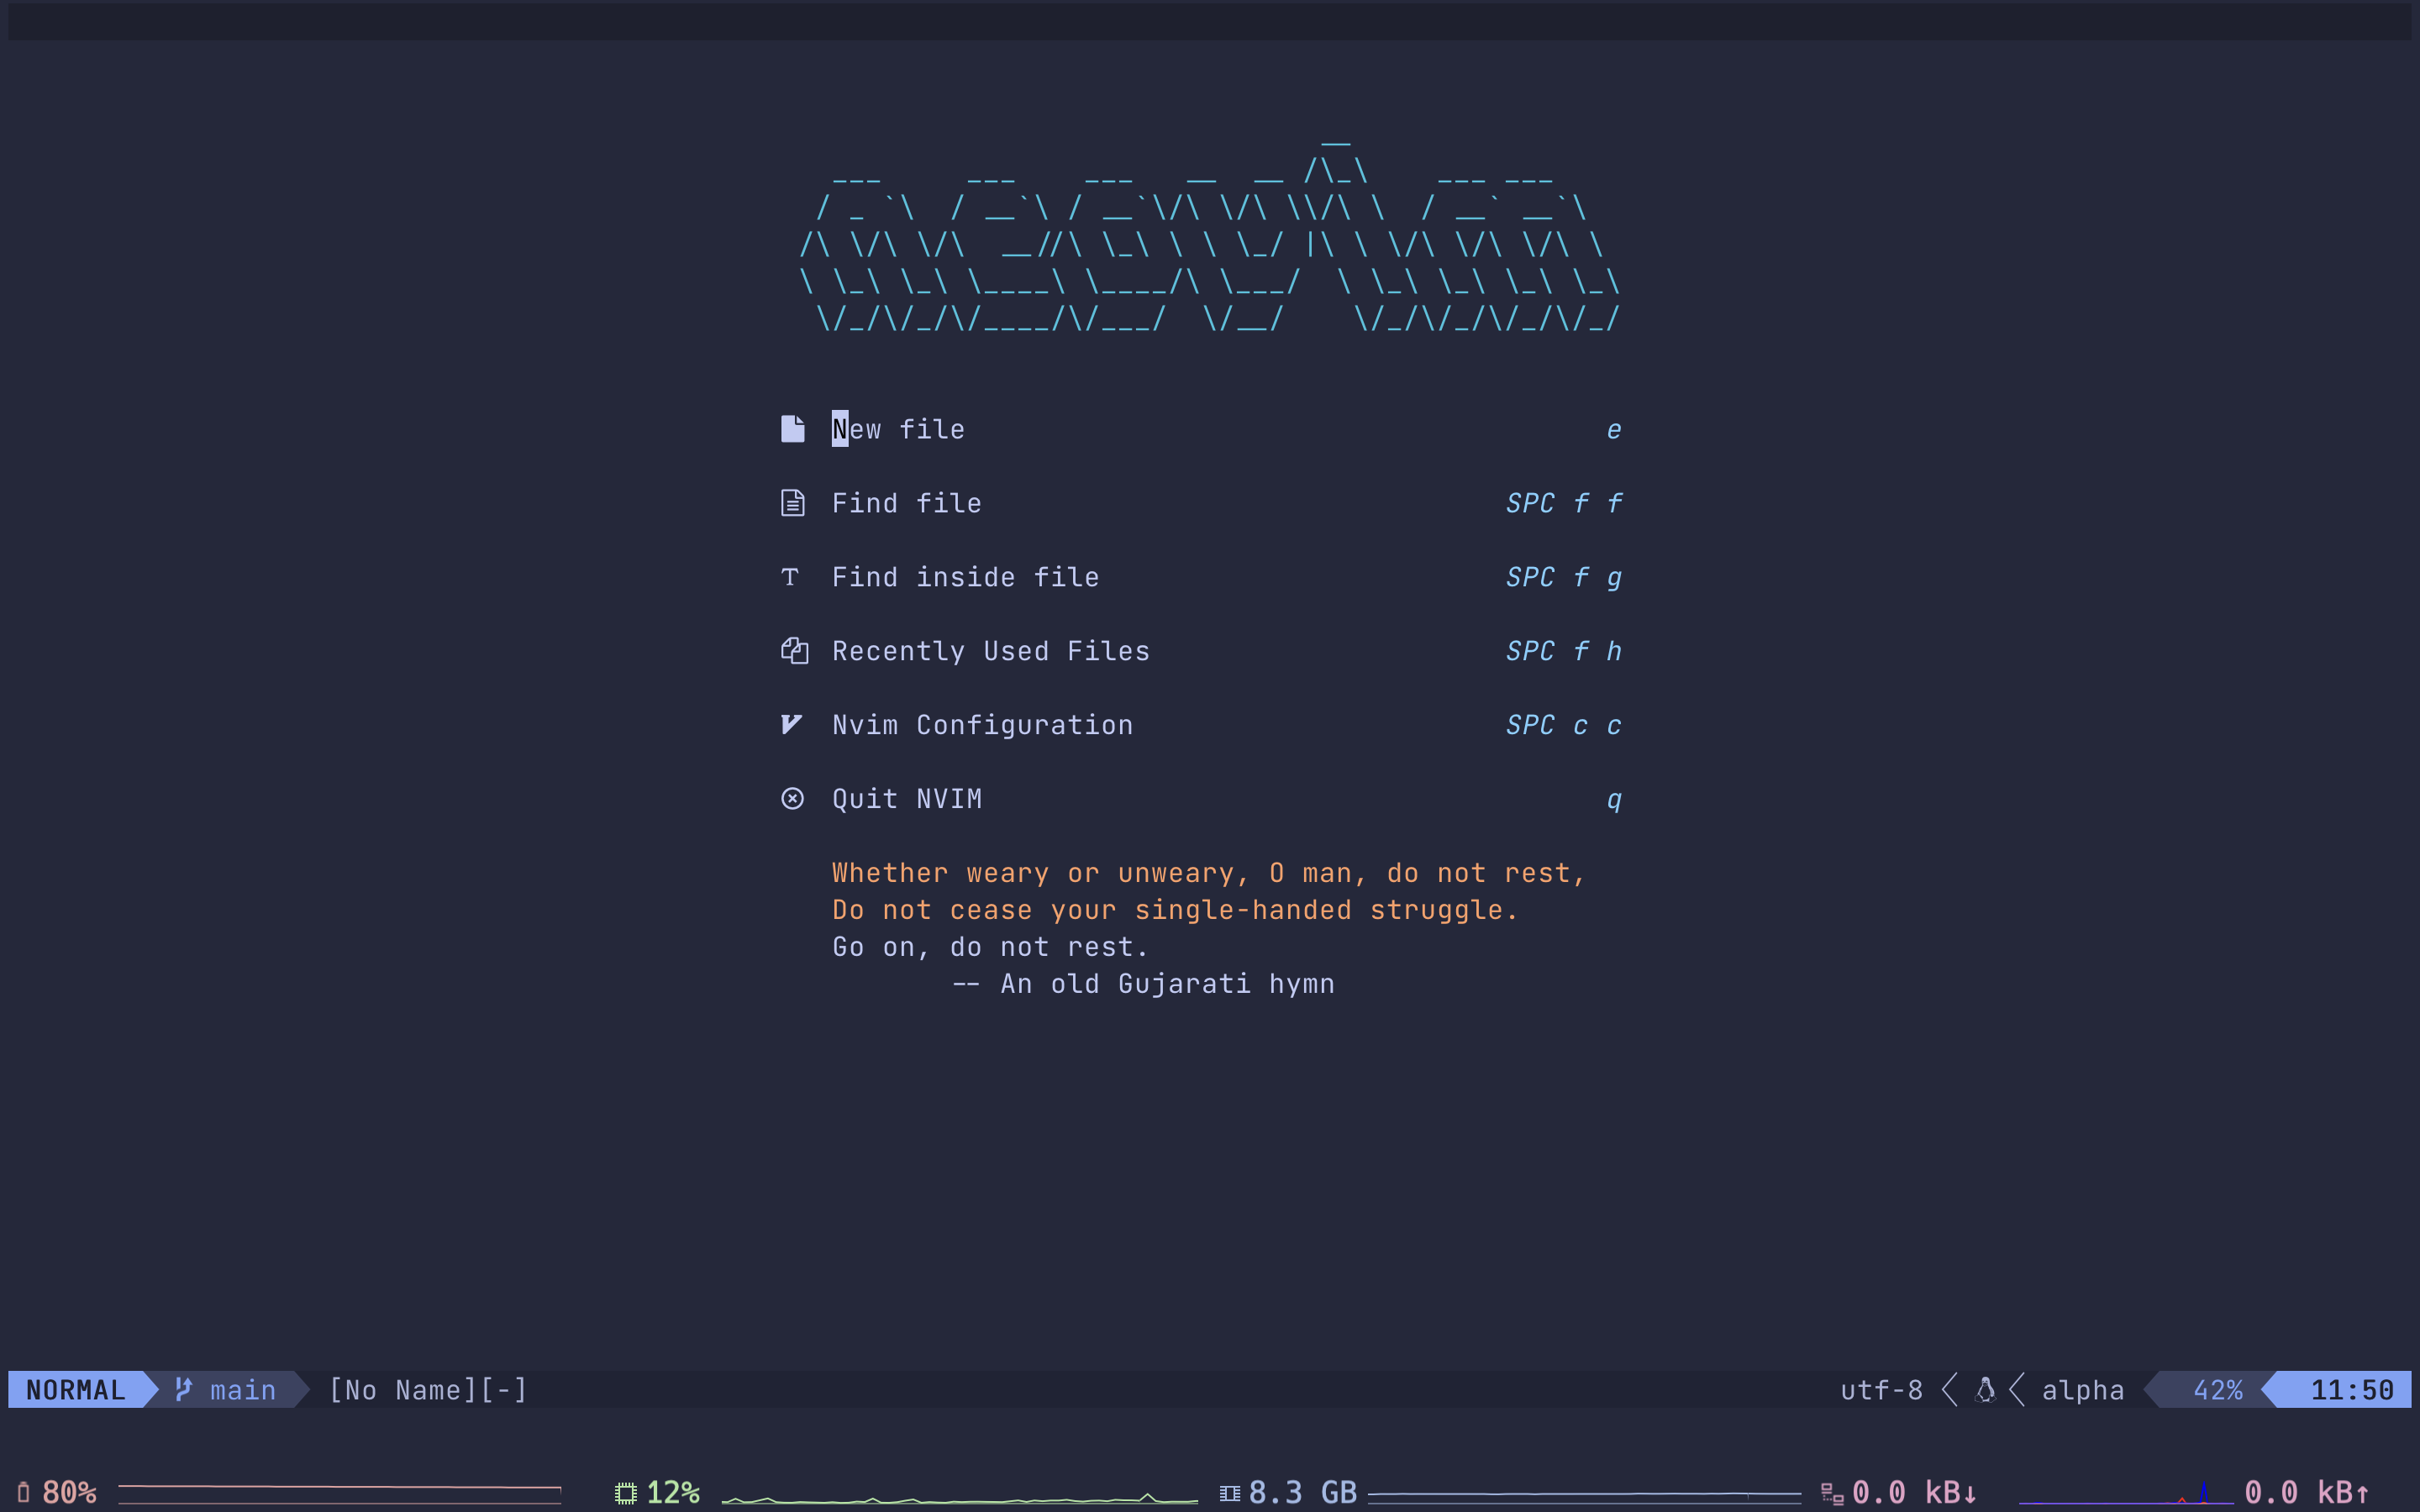 neovim
New file e
Find file SPC f f
Find inside file SPC f g
Recently Used Files SPC f h
Nvim Configuration SPC c c
Quit NVIM q
Whether weary or unweary, O man, do not rest,
Do not cease your single-handed struggle.
Go on, do not rest.
-- An old Gujarati hymn
NORMAL main [No Name][-] utf-8 alpha 42% 11:50
80% 12% 8.3 GB 0.0 kB↓ 0.0 kB↑